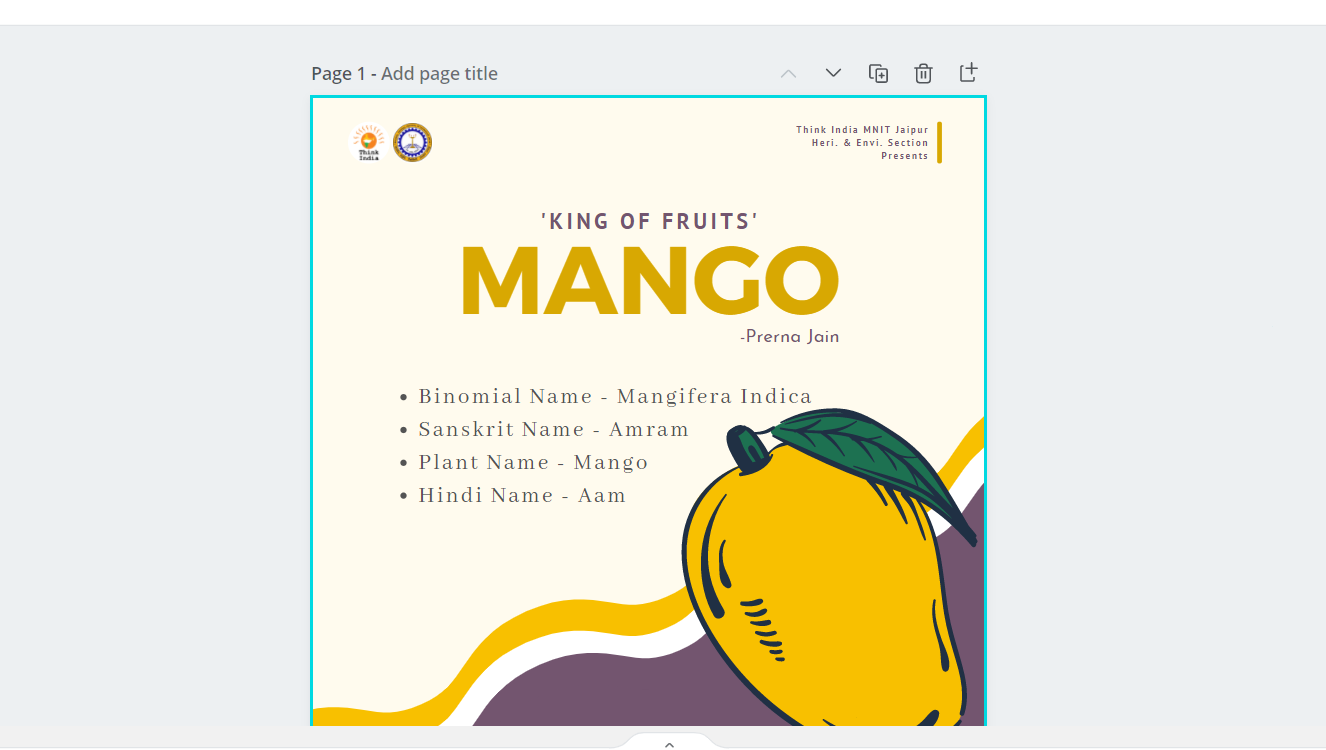 Page 1 - Add page title
Think India
Think India MNIT Jaipur
Heri. & Envi. Section
Presents
'KING OF FRUITS'
MANGO
-Prerna Jain
• Binomial Name - Mangifera Indica
• Sanskrit Name - Amram
• Plant Name - Mango
• Hindi Name - Aam